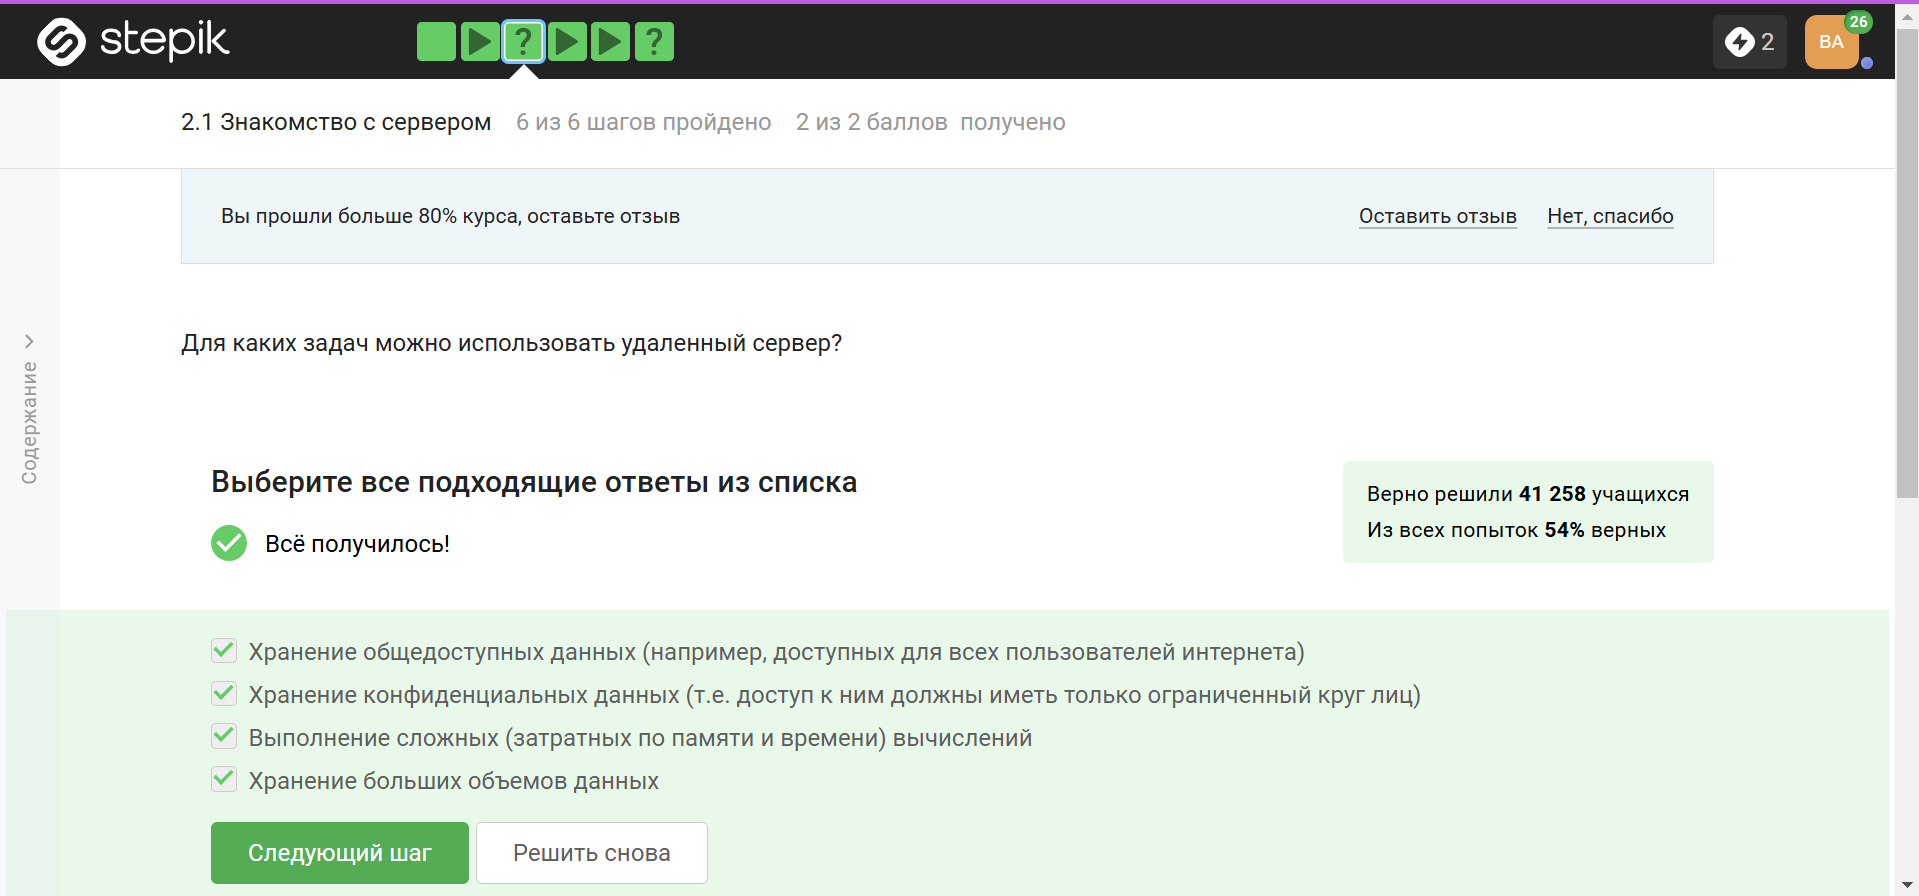 stepik
?
?
2
ВА
26
2.1 Знакомство с сервером 6 из 6 шагов пройдено 2 из 2 баллов получено
Вы прошли больше 80% курса, оставьте отзыв Оставить отзыв Нет, спасибо
Содержание
Для каких задач можно использовать удаленный сервер?
Выберите все подходящие ответы из списка
Всё получилось!
Верно решили 41 258 учащихся
Из всех попыток 54% верных
Хранение общедоступных данных (например, доступных для всех пользователей интернета)
Хранение конфиденциальных данных (т.е. доступ к ним должны иметь только ограниченный круг лиц)
Выполнение сложных (затратных по памяти и времени) вычислений
Хранение больших объемов данных
Следующий шаг Решить снова